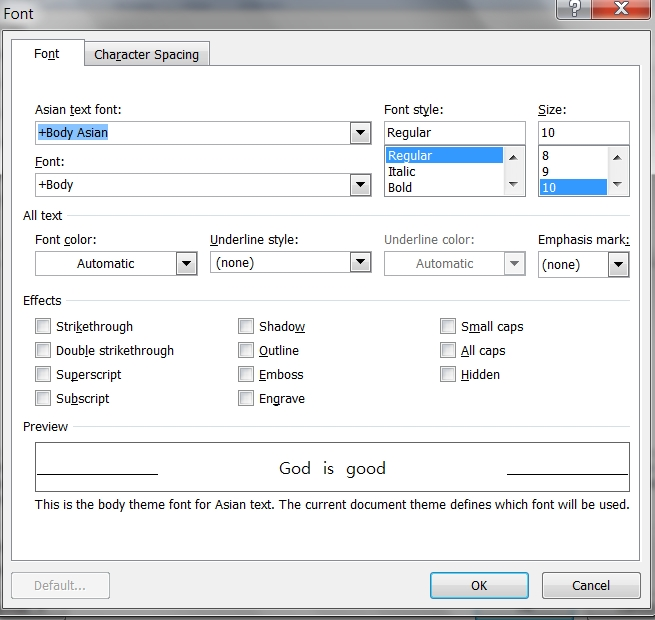 Font
? X
Font Character Spacing
Asian text font: Font style: Size:
+Body Asian Regular 10
Regular 8
Font: Italic 9
+Body Bold 10
All text
Font color: Underline style: Underline color: Emphasis mark:
Automatic (none) Automatic (none)
Effects
Strikethrough Shadow Small caps
Double strikethrough Outline All caps
Superscript Emboss Hidden
Subscript Engrave
Preview
God is good
This is the body theme font for Asian text. The current document theme defines which font will be used.
Default... OK Cancel